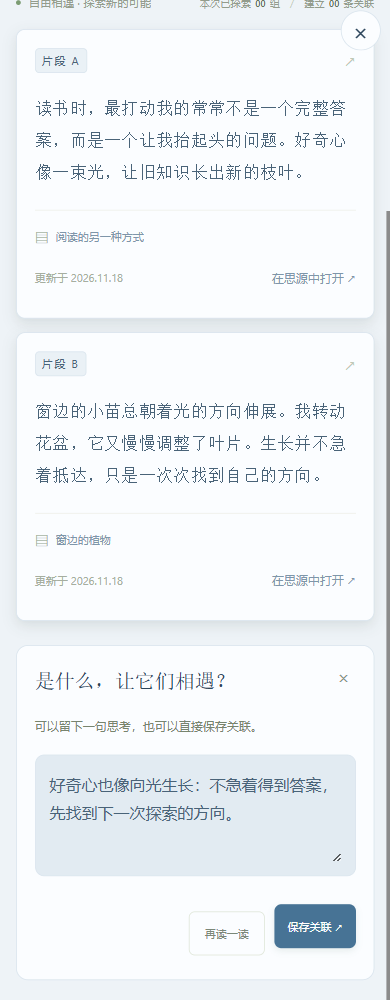 自由相遇 · 探索新的可能
本次已探索 00 组 / 建立 00 条关联
片段 A
读书时，最打动我的常常不是一个完整答
案，而是一个让我抬起头的问题。好奇心
像一束光，让旧知识长出新的枝叶。
阅读的另一种方式
更新于 2026.11.18
在思源中打开 ↗
片段 B
窗边的小苗总朝着光的方向伸展。我转动
花盆，它又慢慢调整了叶片。生长并不急
着抵达，只是一次次找到自己的方向。
窗边的植物
更新于 2026.11.18
在思源中打开 ↗
是什么，让它们相遇？
可以留下一句思考，也可以直接保存关联。
好奇心也像向光生长：不急着得到答案，
先找到下一次探索的方向。
再读一读
保存关联 ↗